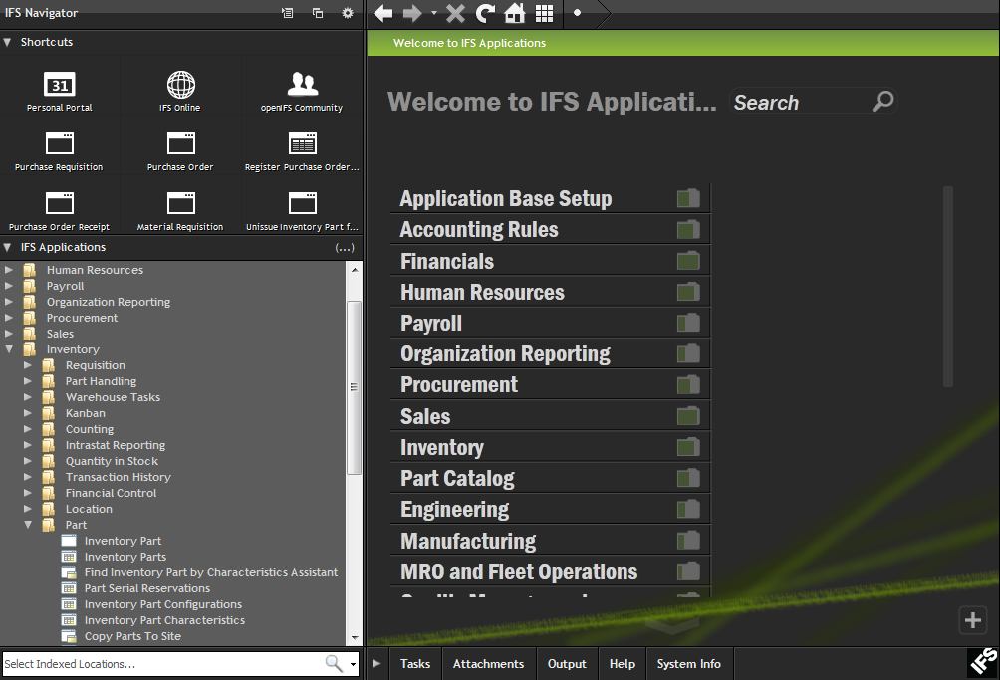 IFS Navigator
Shortcuts
31
Personal Portal
IFS Online
openIFS Community
Purchase Requisition
Purchase Order
Register Purchase Order...
Purchase Order Receipt
Material Requisition
Unissue Inventory Part f...
IFS Applications
(...)
Human Resources
Payroll
Organization Reporting
Procurement
Sales
Inventory
Requisition
Part Handling
Warehouse Tasks
Kanban
Counting
Intrastat Reporting
Quantity in Stock
Transaction History
Financial Control
Location
Part
Inventory Part
Inventory Parts
Find Inventory Part by Characteristics Assistant
Part Serial Reservations
Inventory Part Configurations
Inventory Part Characteristics
Copy Parts To Site
Select Indexed Locations...
Welcome to IFS Applications
Welcome to IFS Applicati...
Search
Application Base Setup
Accounting Rules
Financials
Human Resources
Payroll
Organization Reporting
Procurement
Sales
Inventory
Part Catalog
Engineering
Manufacturing
MRO and Fleet Operations
Tasks
Attachments
Output
Help
System Info
IFS